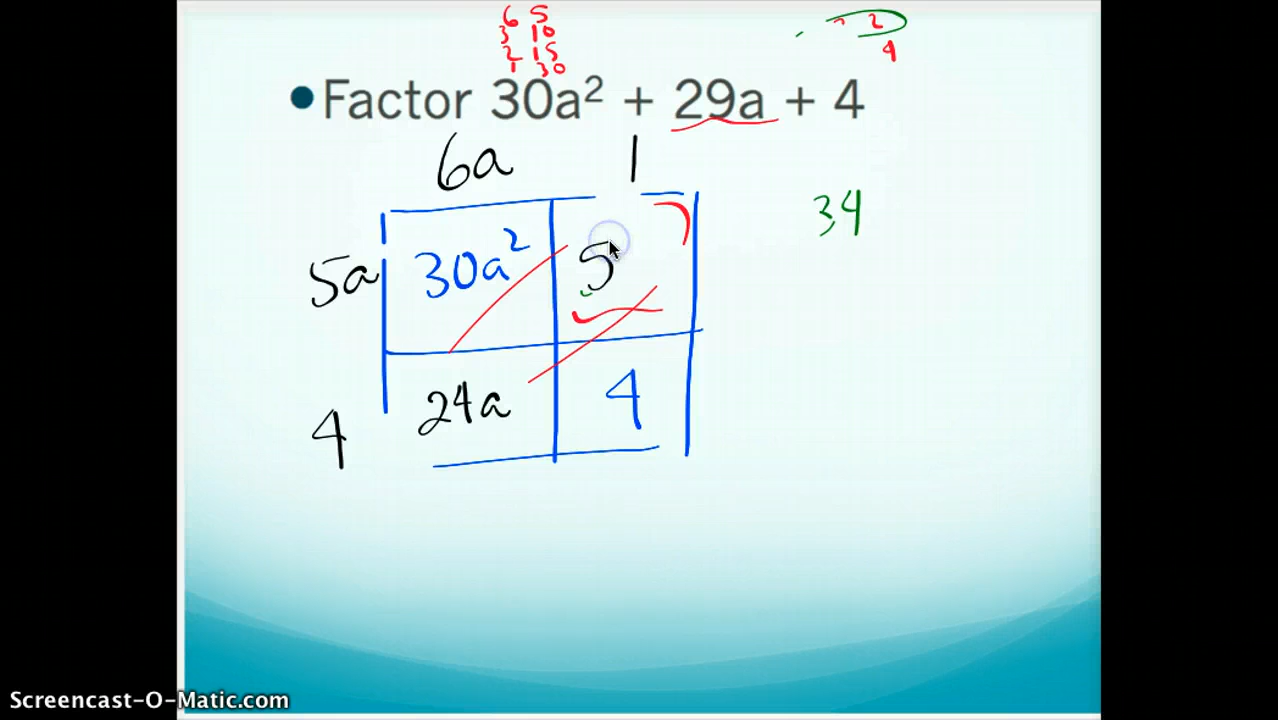 6 5
3 10
2 15
1 30
2
4
• Factor 30a² + 29a + 4
6a 1
34
5a 30a² 5
4 24a 4
Screencast-O-Matic.com